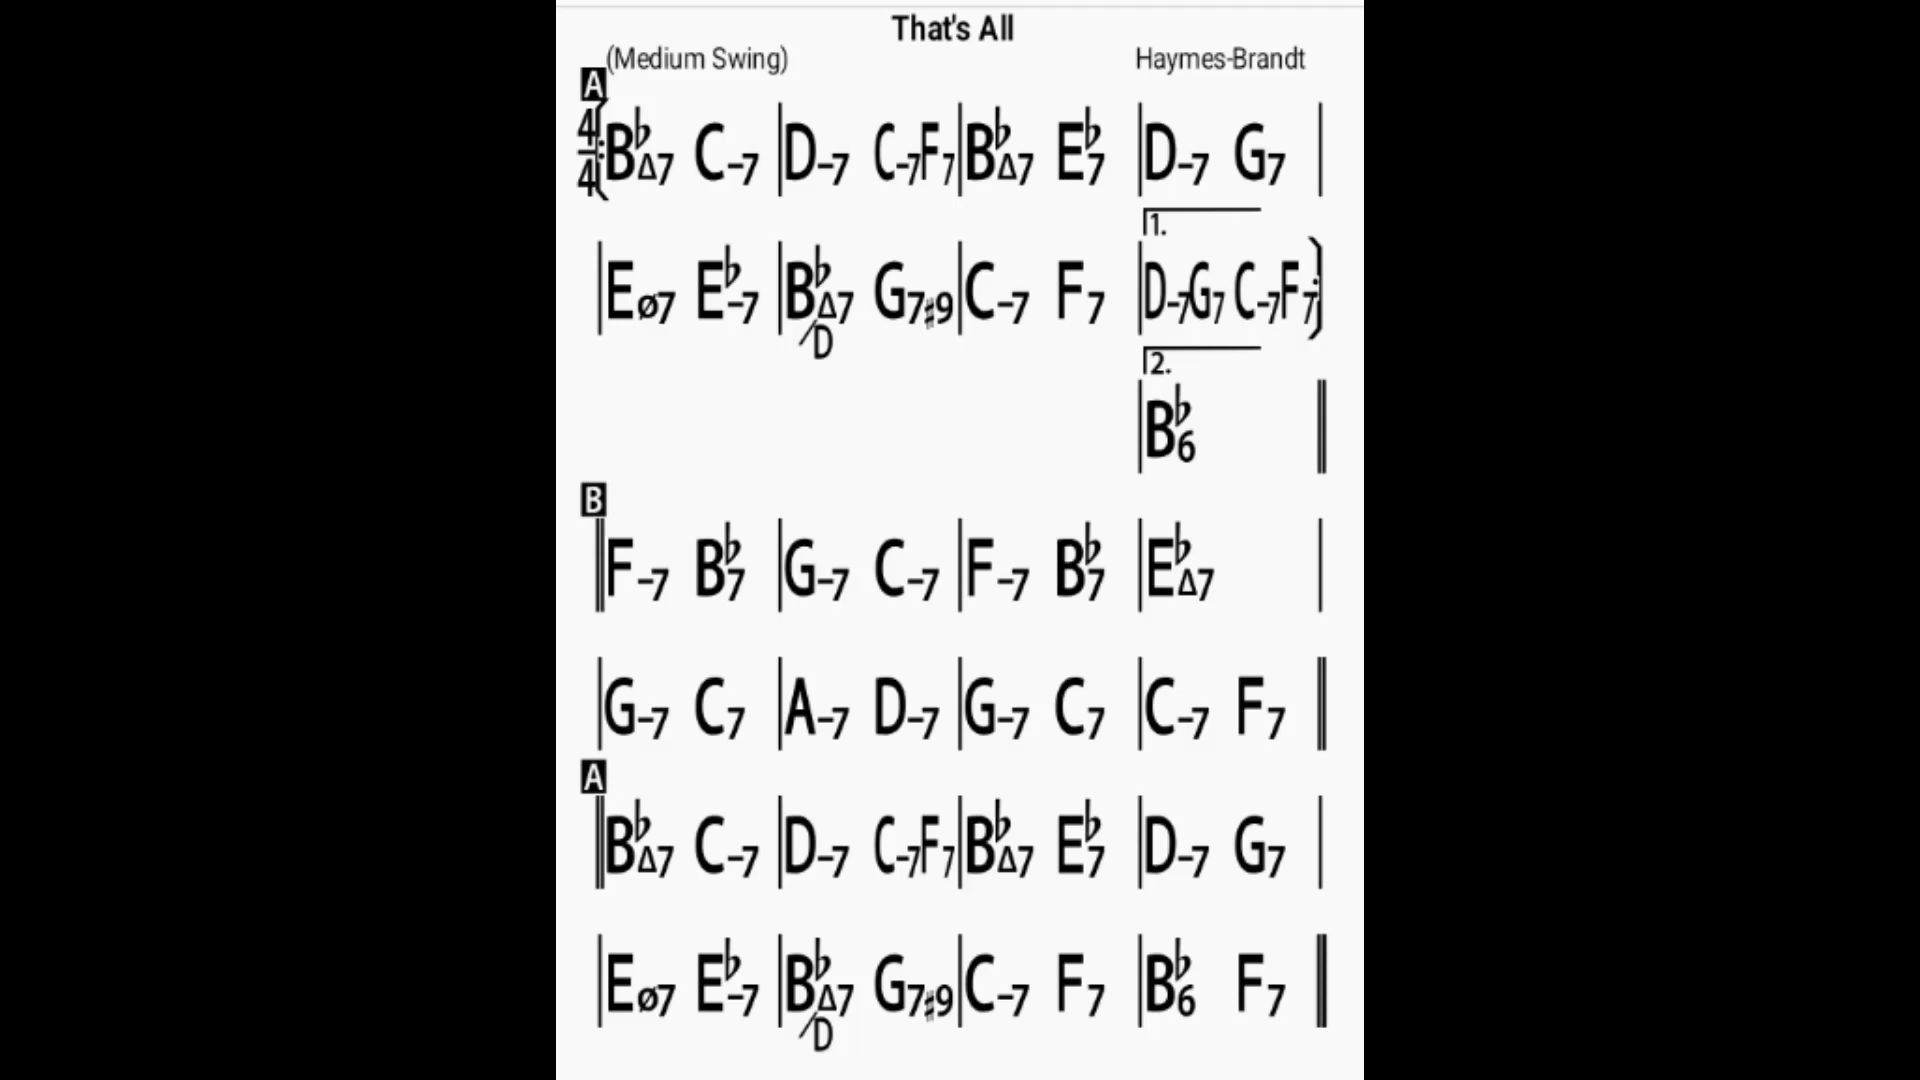 That's All
(Medium Swing) Haymes-Brandt
A
4/4 B♭Δ7 C–7 | D–7 C–7 F7 | B♭Δ7 E♭7 | D–7 G7 |
1.
| Eø7 E♭–7 | B♭Δ7/D G7♯9 | C–7 F7 | D–7 G7 C–7 F7
2.
| B♭6
B
F–7 B♭7 | G–7 C–7 | F–7 B♭7 | E♭Δ7 |
| G–7 C7 | A–7 D–7 | G–7 C7 | C–7 F7
A
B♭Δ7 C–7 | D–7 C–7 F7 | B♭Δ7 E♭7 | D–7 G7 |
| Eø7 E♭–7 | B♭Δ7/D G7♯9 | C–7 F7 | B♭6 F7